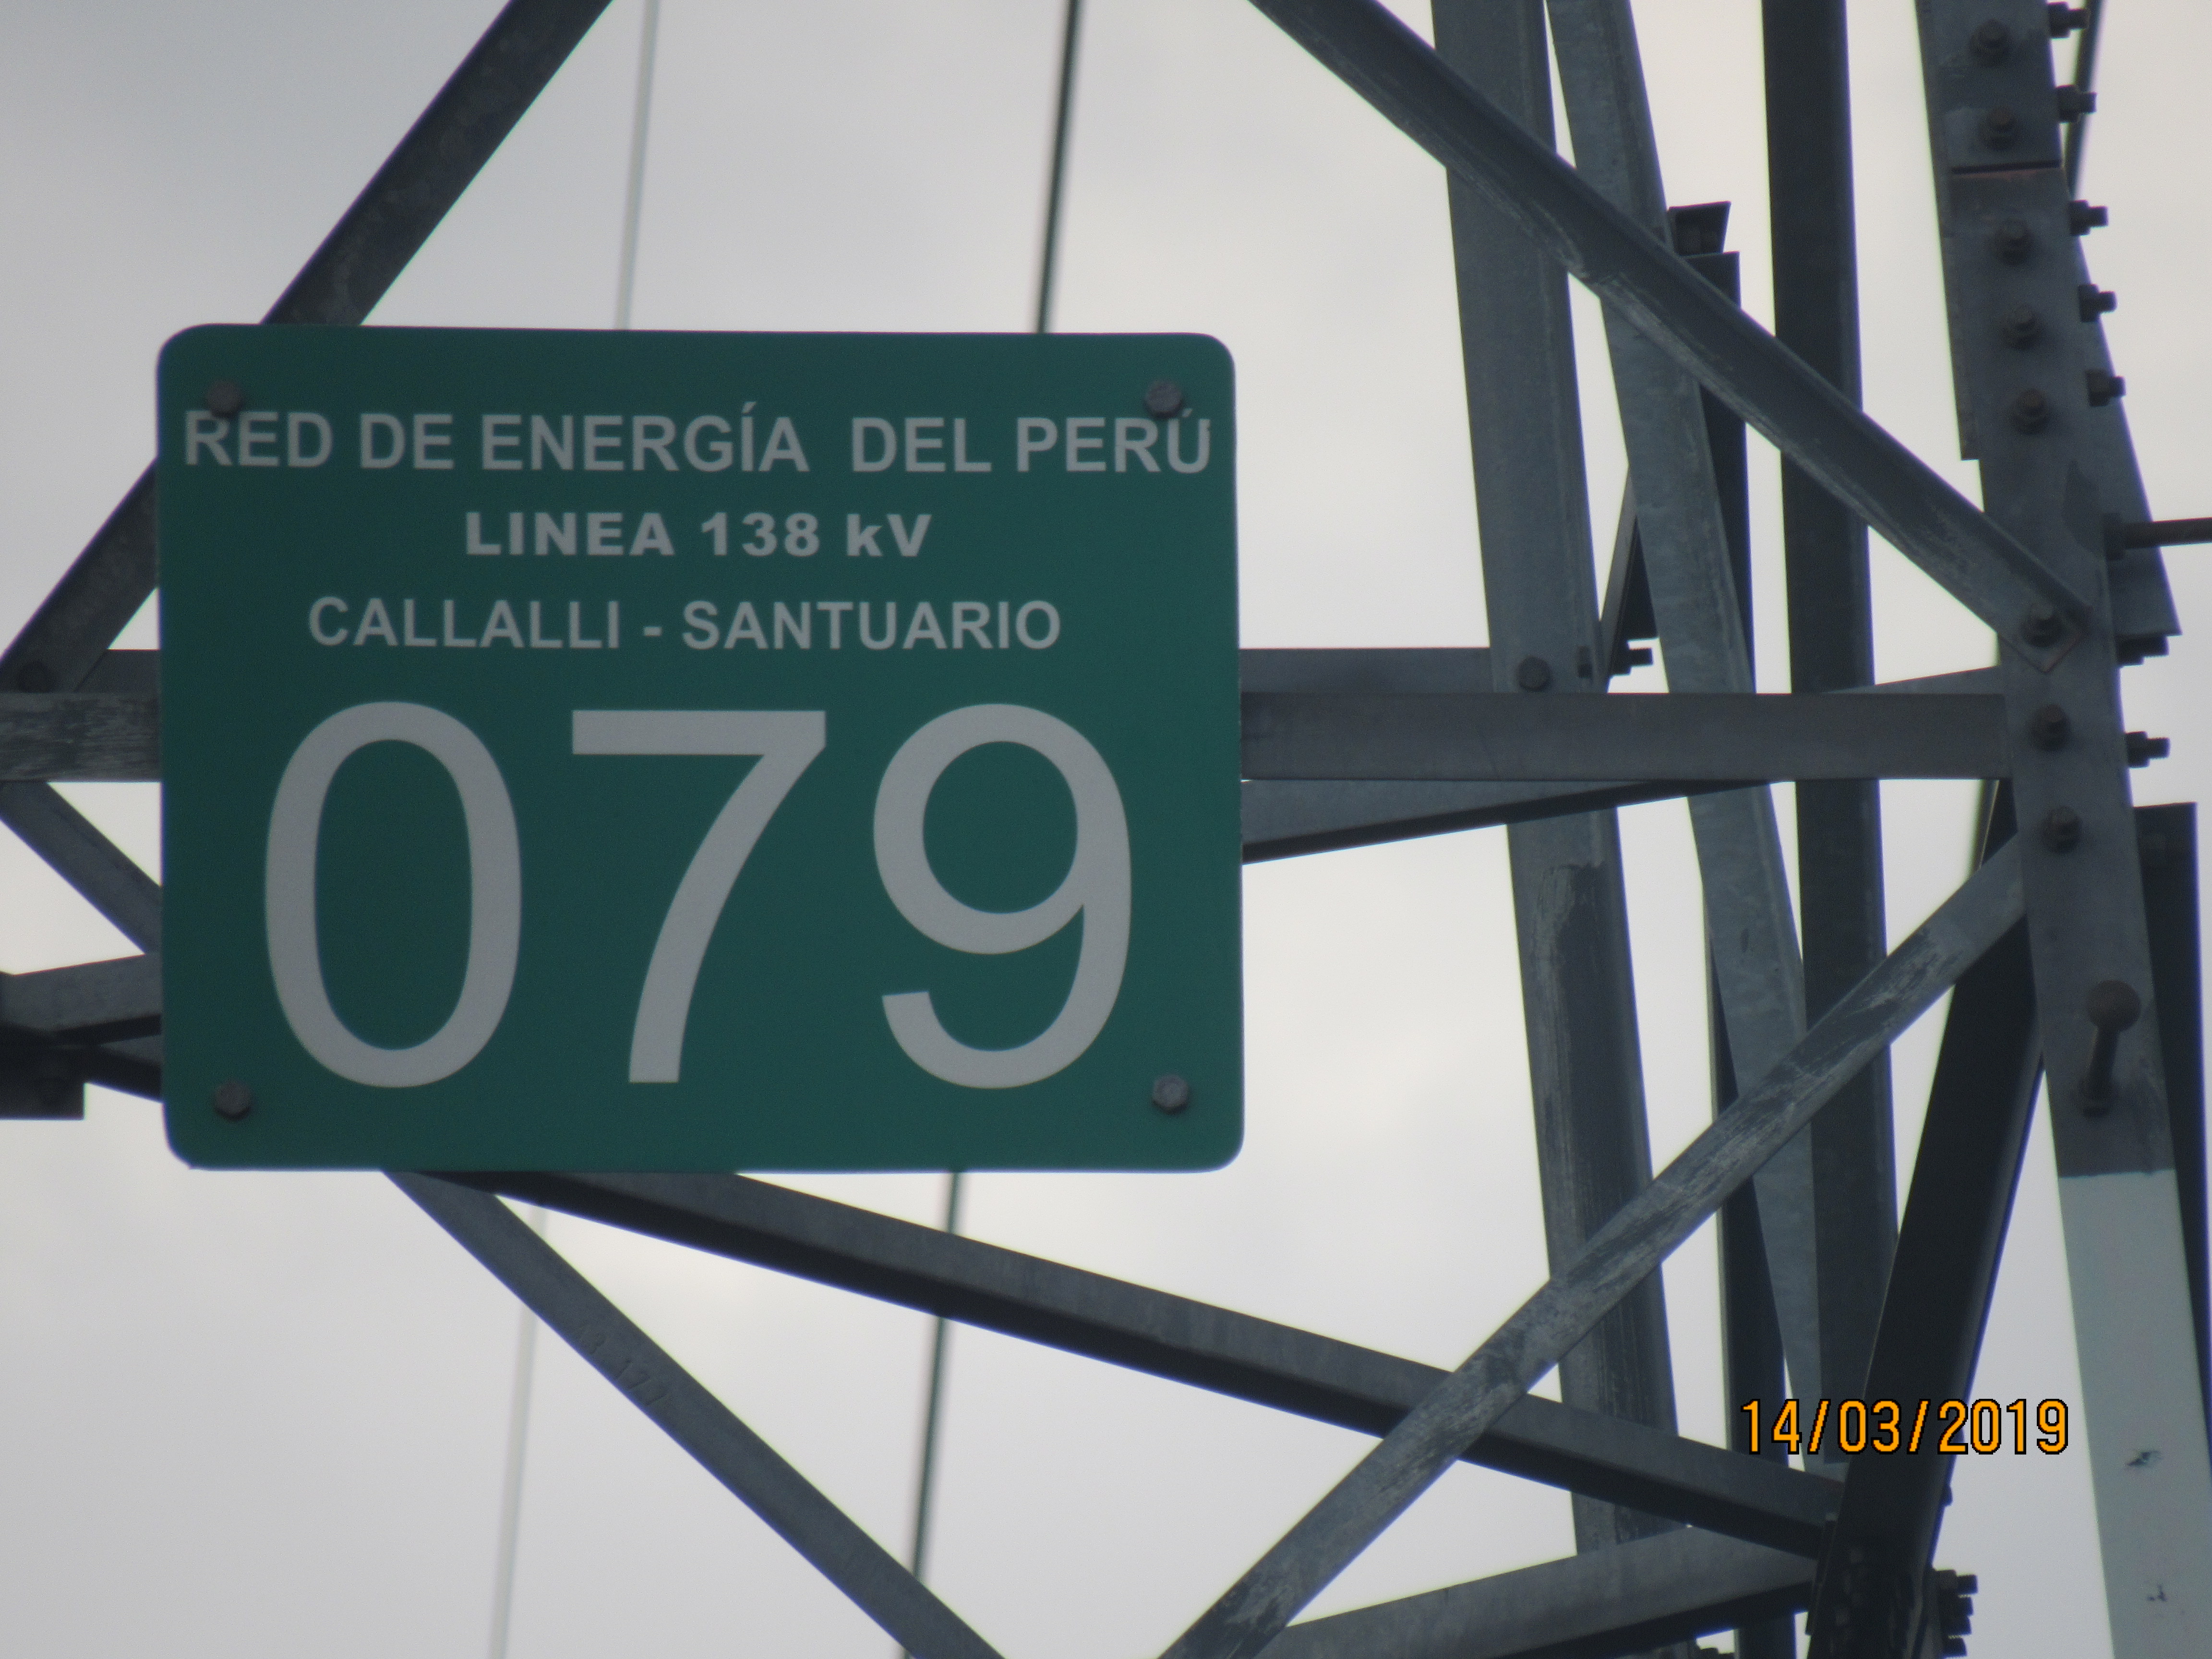 RED DE ENERGÍA DEL PERÚ
LINEA 138 kV
CALLALLI - SANTUARIO
079
14/03/2019